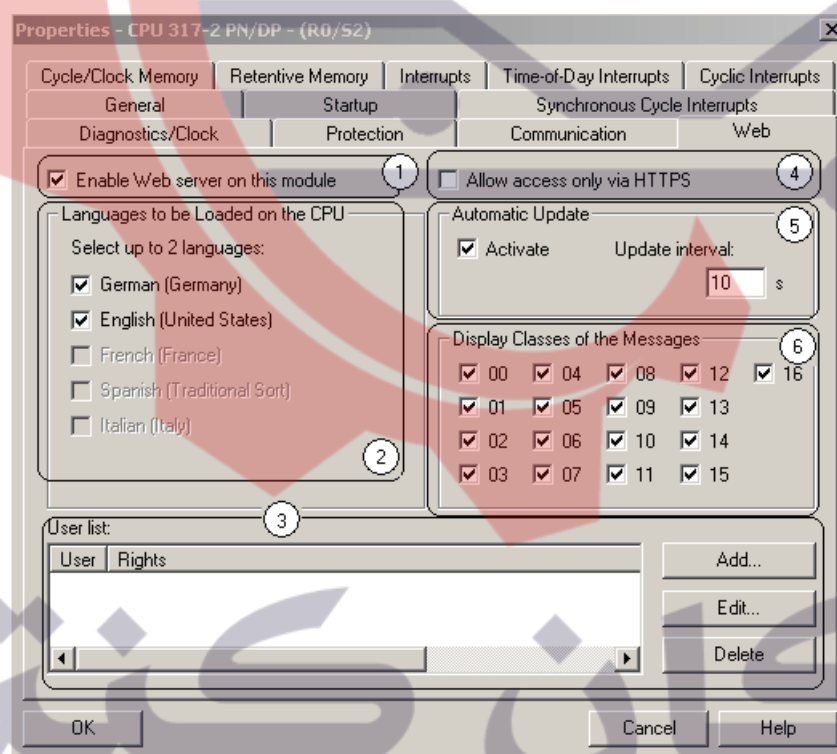 Properties - CPU 317-2 PN/DP - (R0/S2)
Cycle/Clock Memory Retentive Memory Interrupts Time-of-Day Interrupts Cyclic Interrupts
General Startup Synchronous Cycle Interrupts
Diagnostics/Clock Protection Communication Web
Enable Web server on this module 1
Allow access only via HTTPS 4
Languages to be Loaded on the CPU
Select up to 2 languages:
German (Germany)
English (United States)
French (France)
Spanish (Traditional Sort)
Italian (Italy)
2
Automatic Update 5
Activate Update interval:
10 s
Display Classes of the Messages 6
00 04 08 12 16
01 05 09 13
02 06 10 14
03 07 11 15
3
User list:
User Rights
Add...
Edit...
Delete
OK Cancel Help